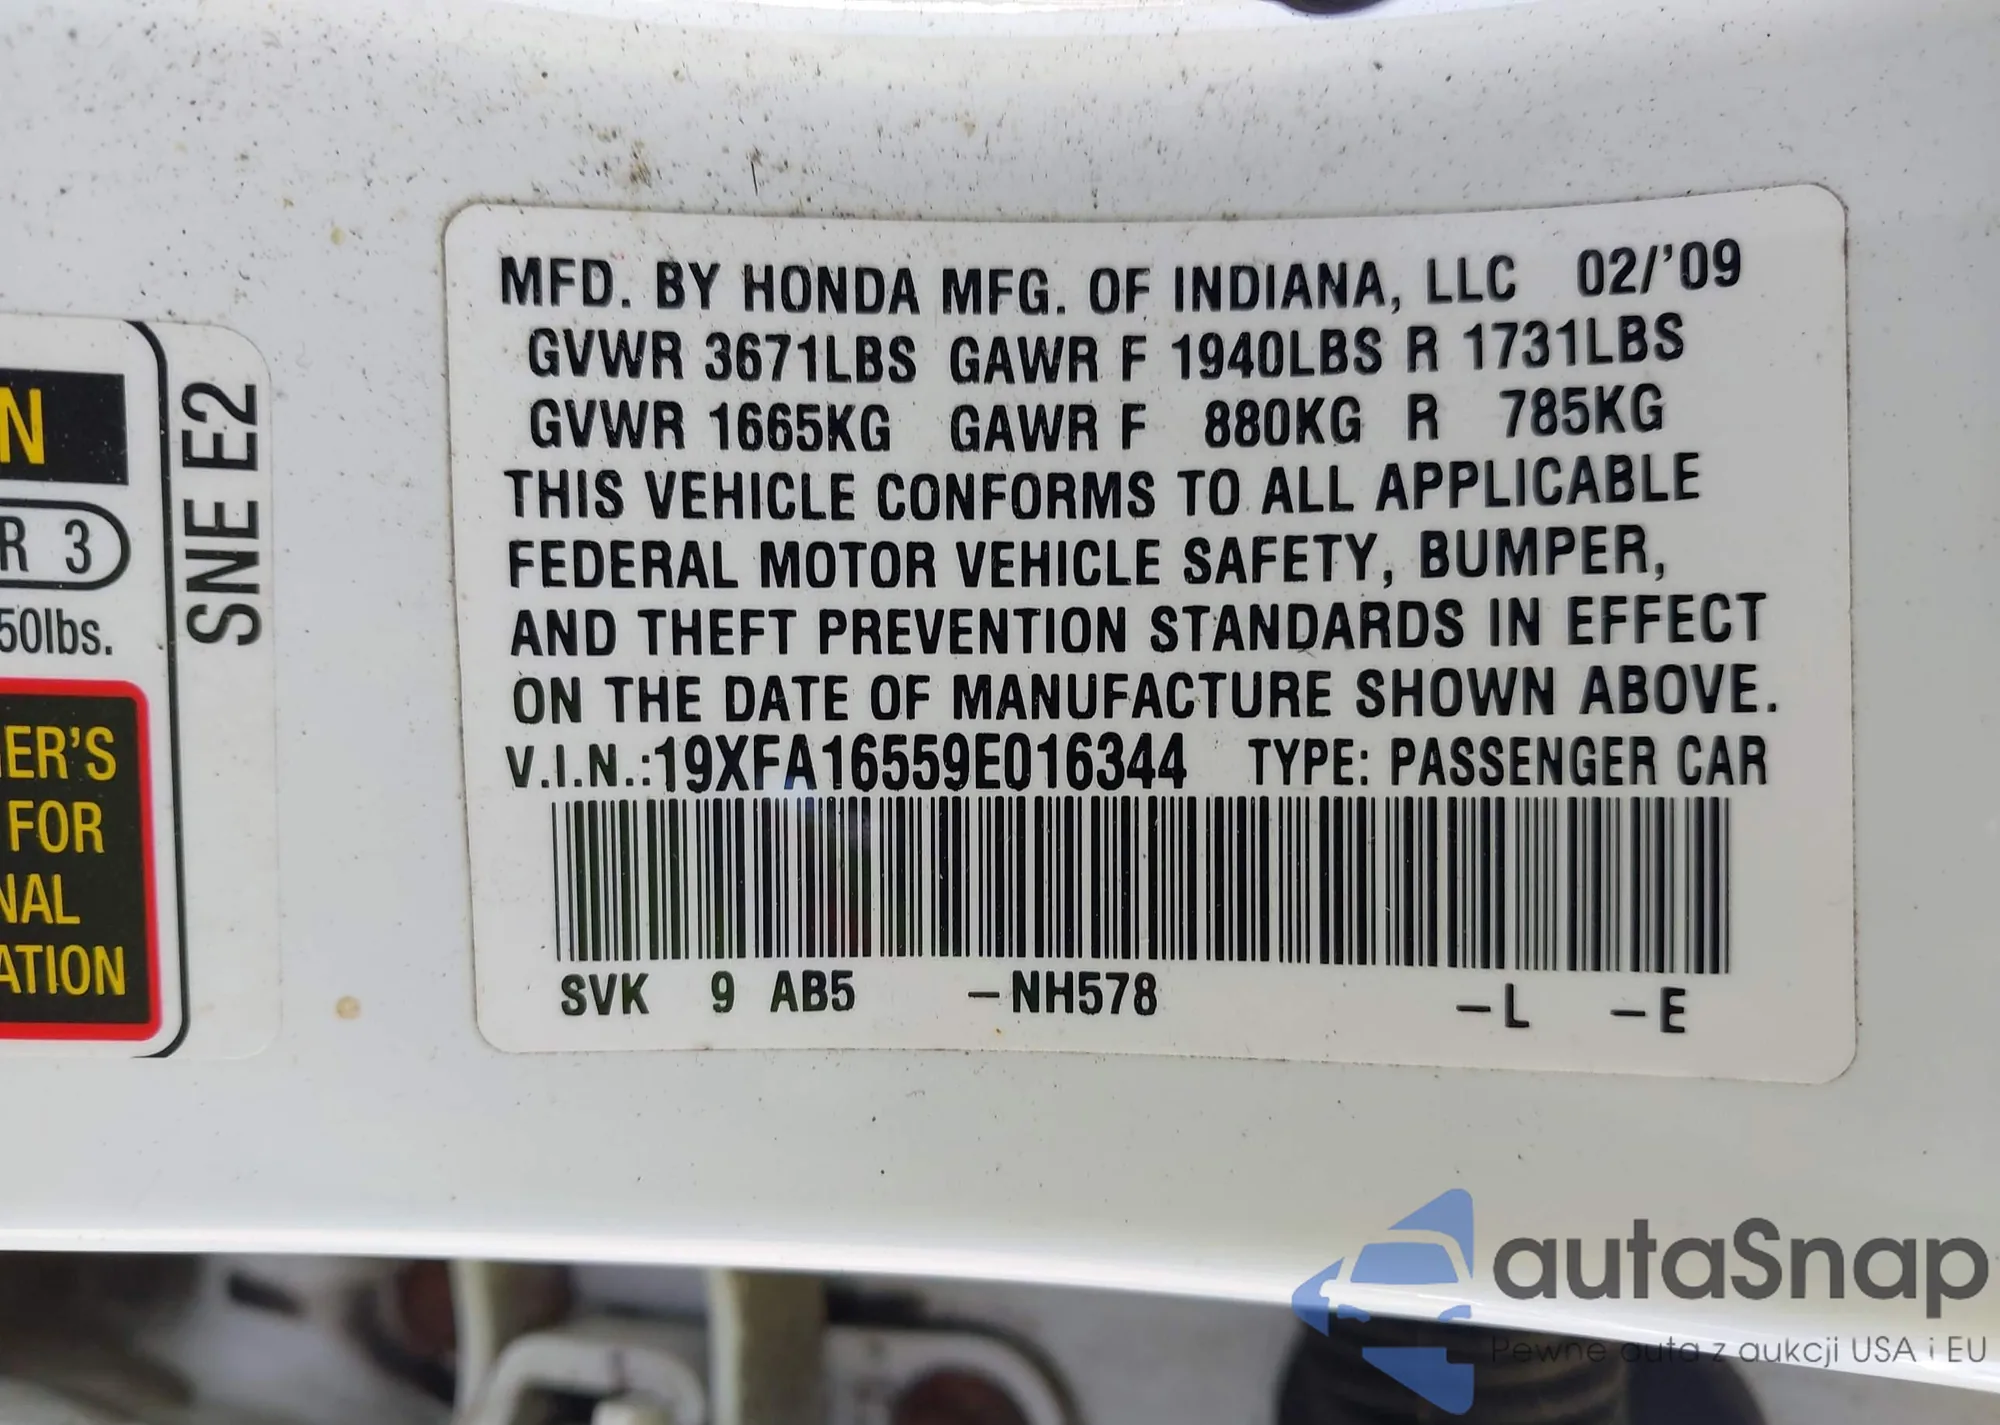 N
R 3
50lbs.
ER'S
FOR
NAL
ATION
SNE E2
MFD. BY HONDA MFG. OF INDIANA, LLC 02/'09
GVWR 3671LBS GAWR F 1940LBS R 1731LBS
GVWR 1665KG GAWR F 880KG R 785KG
THIS VEHICLE CONFORMS TO ALL APPLICABLE
FEDERAL MOTOR VEHICLE SAFETY, BUMPER,
AND THEFT PREVENTION STANDARDS IN EFFECT
ON THE DATE OF MANUFACTURE SHOWN ABOVE.
V.I.N.:19XFA16559E016344 TYPE: PASSENGER CAR
SVK 9 AB5 –NH578 –L –E
autaSnap
Pewne auta z aukcji USA i EU